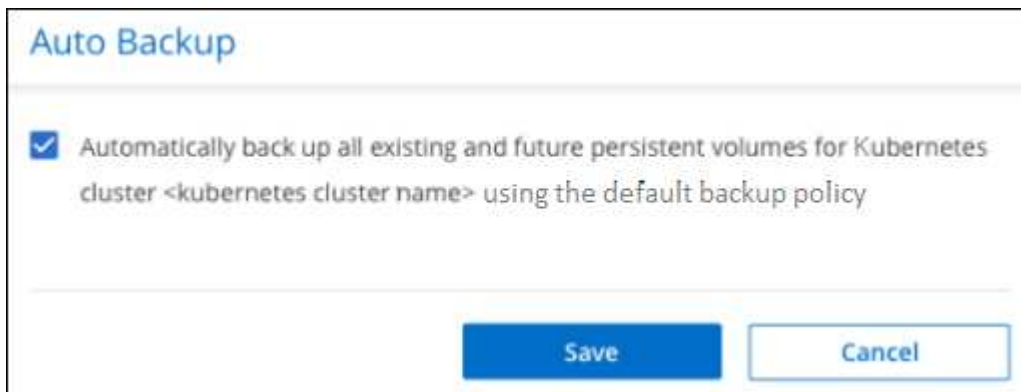 Auto Backup
Automatically back up all existing and future persistent volumes for Kubernetes
cluster <kubernetes cluster name> using the default backup policy
Save
Cancel